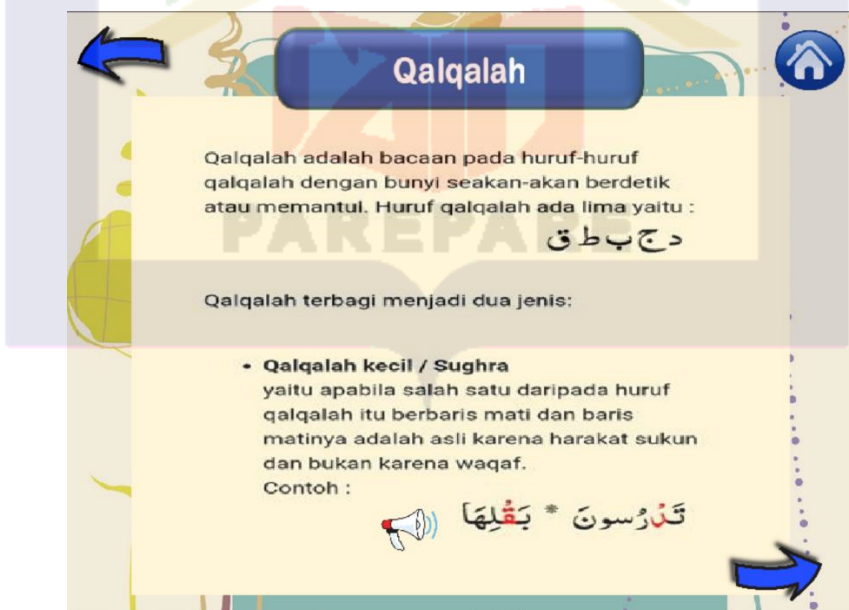 Qalqalah
Qalqalah adalah bacaan pada huruf-huruf
qalqalah dengan bunyi seakan-akan berdetik
atau memantul. Huruf qalqalah ada lima yaitu :
د ج ب ط ق
PAREPARE
Qalqalah terbagi menjadi dua jenis:
• Qalqalah kecil / Sughra
yaitu apabila salah satu daripada huruf
qalqalah itu berbaris mati dan baris
matinya adalah asli karena harakat sukun
dan bukan karena waqaf.
Contoh :
تَدْرُسونَ * بَقْلِهَا